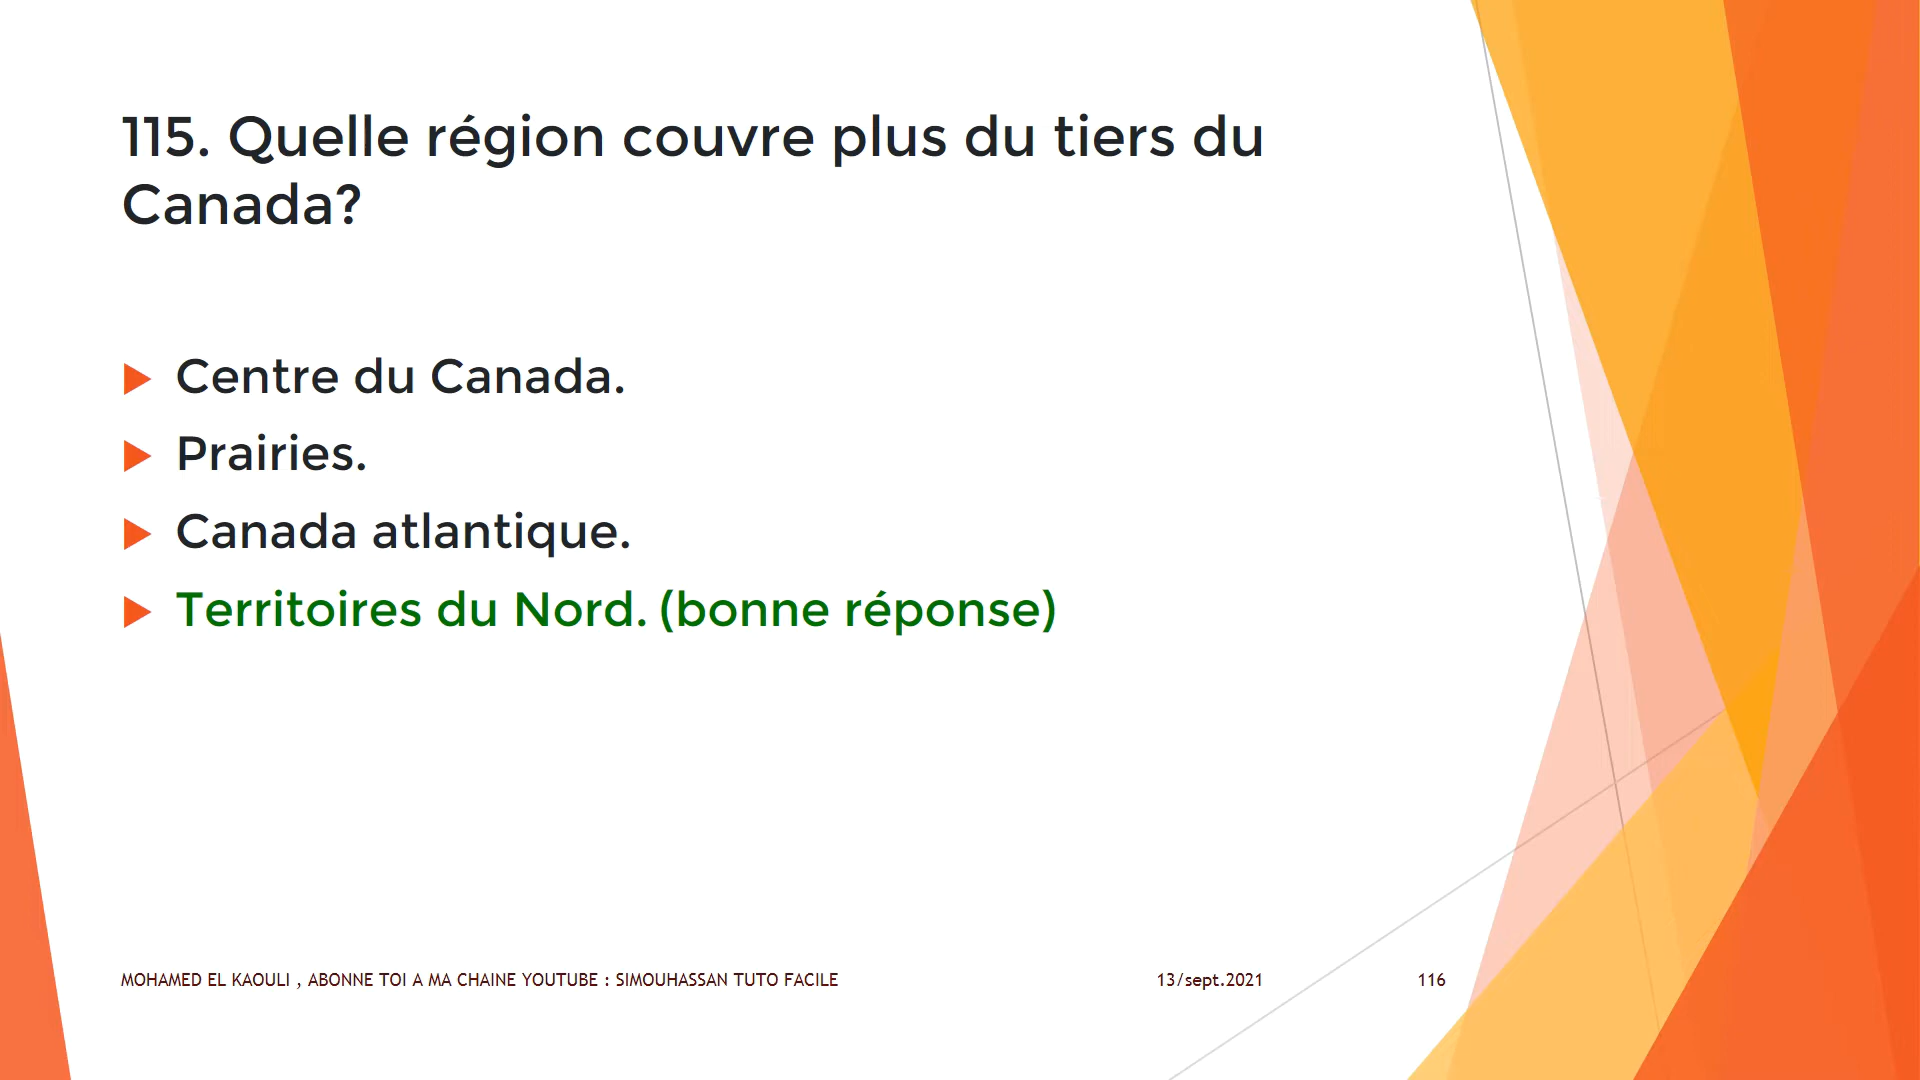 115. Quelle région couvre plus du tiers du
Canada?
Centre du Canada.
Prairies.
Canada atlantique.
Territoires du Nord. (bonne réponse)
MOHAMED EL KAOULI , ABONNE TOI A MA CHAINE YOUTUBE : SIMOUHASSAN TUTO FACILE
13/sept.2021
116